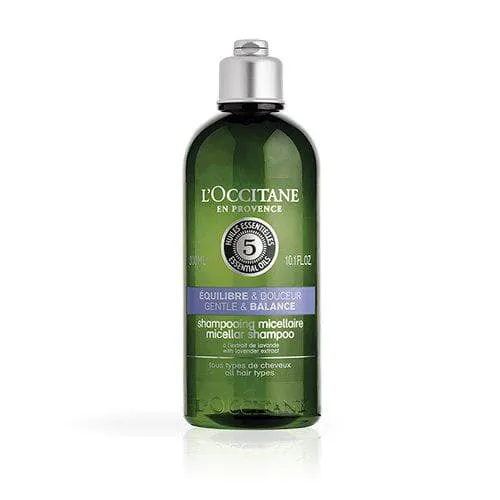 L'OCCITANE
EN PROVENCE
HUILES ESSENTIELLES
5
ESSENTIAL OILS
300ML 10.1FL.OZ
ÉQUILIBRE & DOUCEUR
GENTLE & BALANCE
shampooing micellaire
micellar shampoo
à l'extrait de lavande
with lavender extract
tous types de cheveux
all hair types